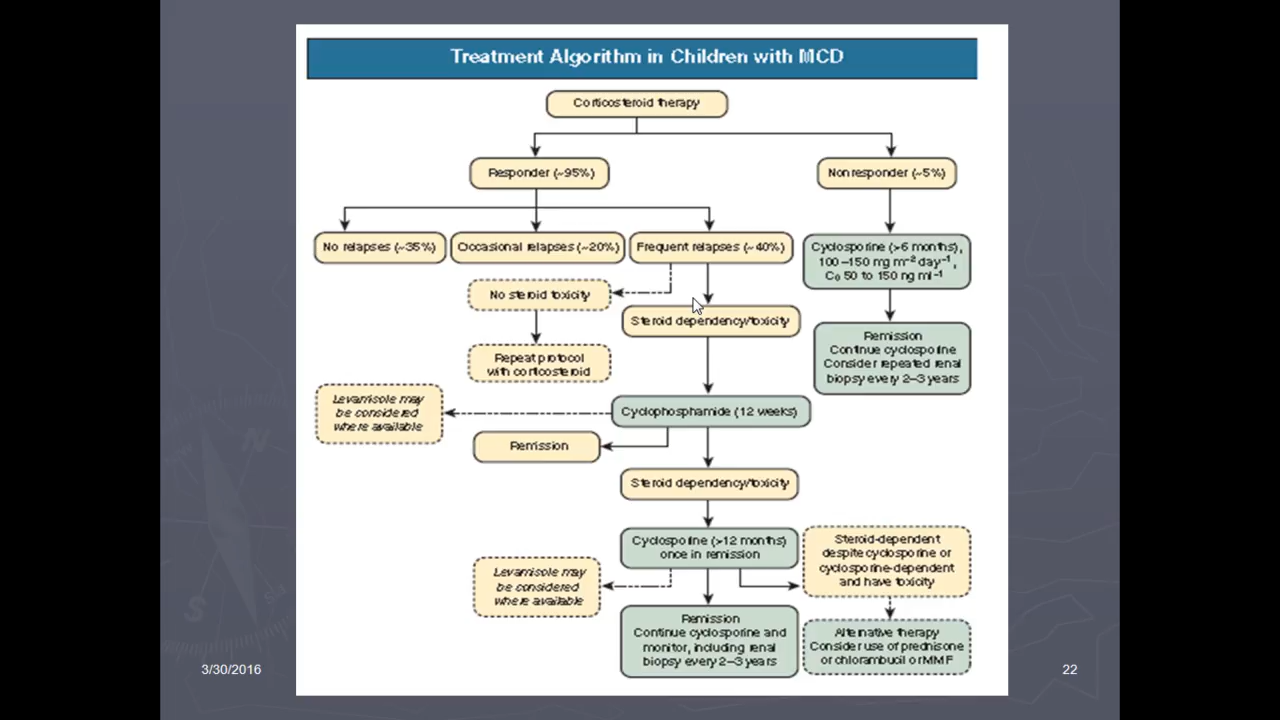 Treatment Algorithm in Children with MCD
Corticosteroid therapy
Responder (~95%)
Nonresponder (~5%)
No relapses (~35%)
Occasional relapses (~20%)
Frequent relapses (~40%)
Cyclosporine (>6 months),
100–150 mg m⁻² day⁻¹,
C₀ 50 to 150 ng ml⁻¹
No steroid toxicity
Steroid dependency/toxicity
Remission
Continue cyclosporine
Consider repeated renal
biopsy every 2–3 years
Repeat protocol
with corticosteroid
Levamisole may
be considered
where available
Cyclophosphamide (12 weeks)
Remission
Steroid dependency/toxicity
Cyclosporine (>12 months)
once in remission
Steroid-dependent
despite cyclosporine or
cyclosporine-dependent
and have toxicity
Levamisole may
be considered
where available
Remission
Continue cyclosporine and
monitor, including renal
biopsy every 2–3 years
Alternative therapy
Consider use of prednisone
or chlorambucil or MMF
3/30/2016
22
N
S